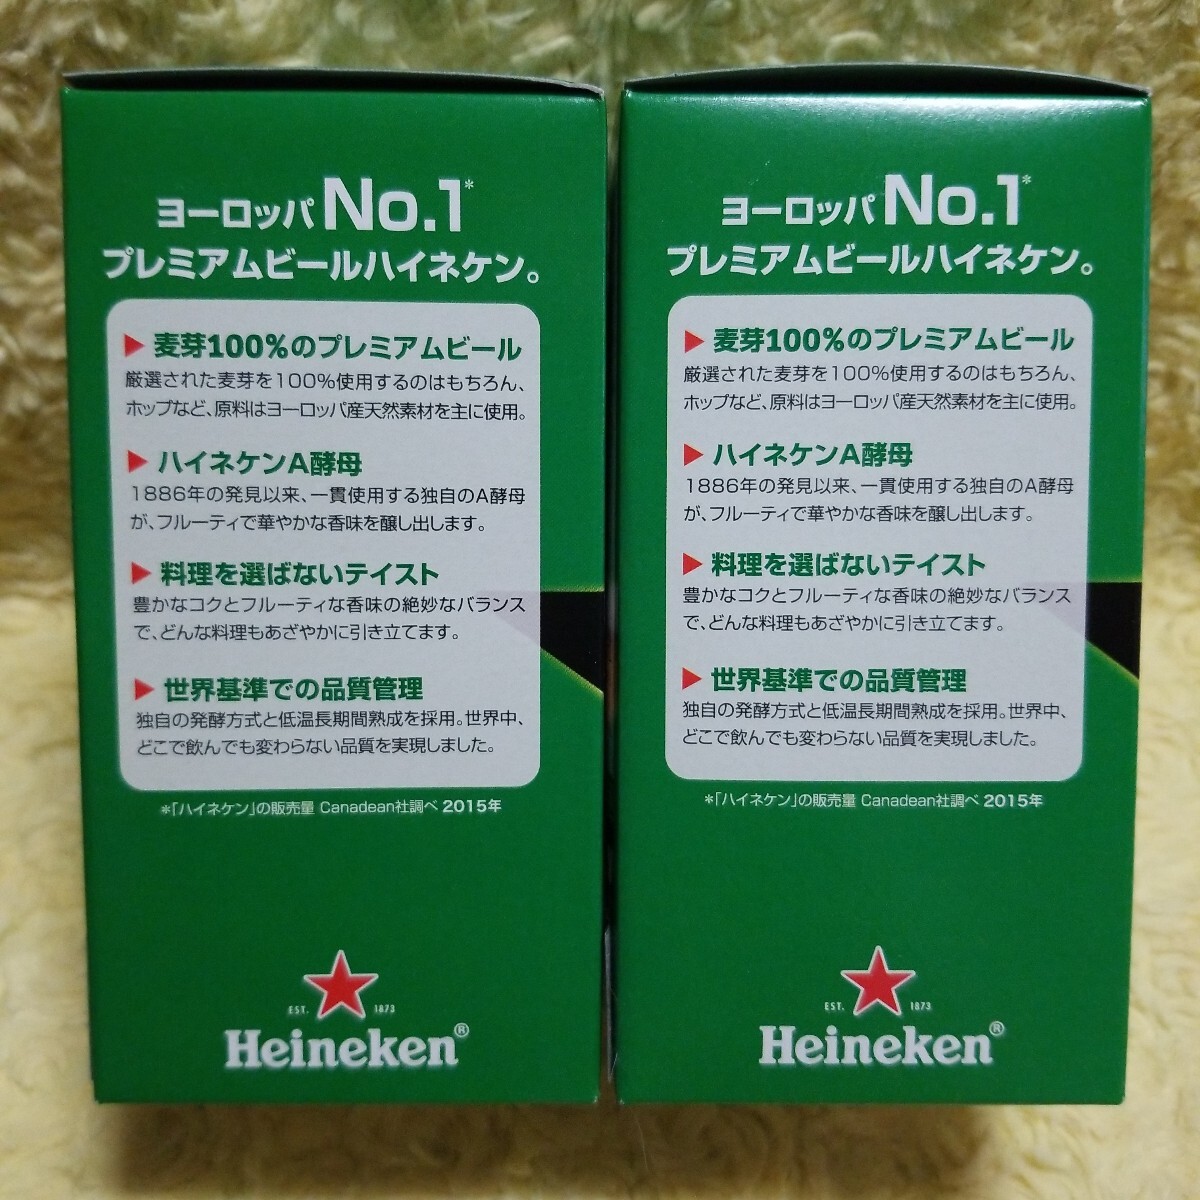 ヨーロッパNo.1*
プレミアムビールハイネケン。
麦芽100%のプレミアムビール
厳選された麦芽を100%使用するのはもちろん、
ホップなど、原料はヨーロッパ産天然素材を主に使用。
ハイネケンA酵母
1886年の発見以来、一貫使用する独自のA酵母
が、フルーティで華やかな香味を醸し出します。
料理を選ばないテイスト
豊かなコクとフルーティな香味の絶妙なバランス
で、どんな料理もあざやかに引き立てます。
世界基準での品質管理
独自の発酵方式と低温長期間熟成を採用。世界中、
どこで飲んでも変わらない品質を実現しました。
*「ハイネケン」の販売量 Canadean社調べ 2015年
EST. 1873
Heineken®
ヨーロッパNo.1*
プレミアムビールハイネケン。
麦芽100%のプレミアムビール
厳選された麦芽を100%使用するのはもちろん、
ホップなど、原料はヨーロッパ産天然素材を主に使用。
ハイネケンA酵母
1886年の発見以来、一貫使用する独自のA酵母
が、フルーティで華やかな香味を醸し出します。
料理を選ばないテイスト
豊かなコクとフルーティな香味の絶妙なバランス
で、どんな料理もあざやかに引き立てます。
世界基準での品質管理
独自の発酵方式と低温長期間熟成を採用。世界中、
どこで飲んでも変わらない品質を実現しました。
*「ハイネケン」の販売量 Canadean社調べ 2015年
EST. 1873
Heineken®